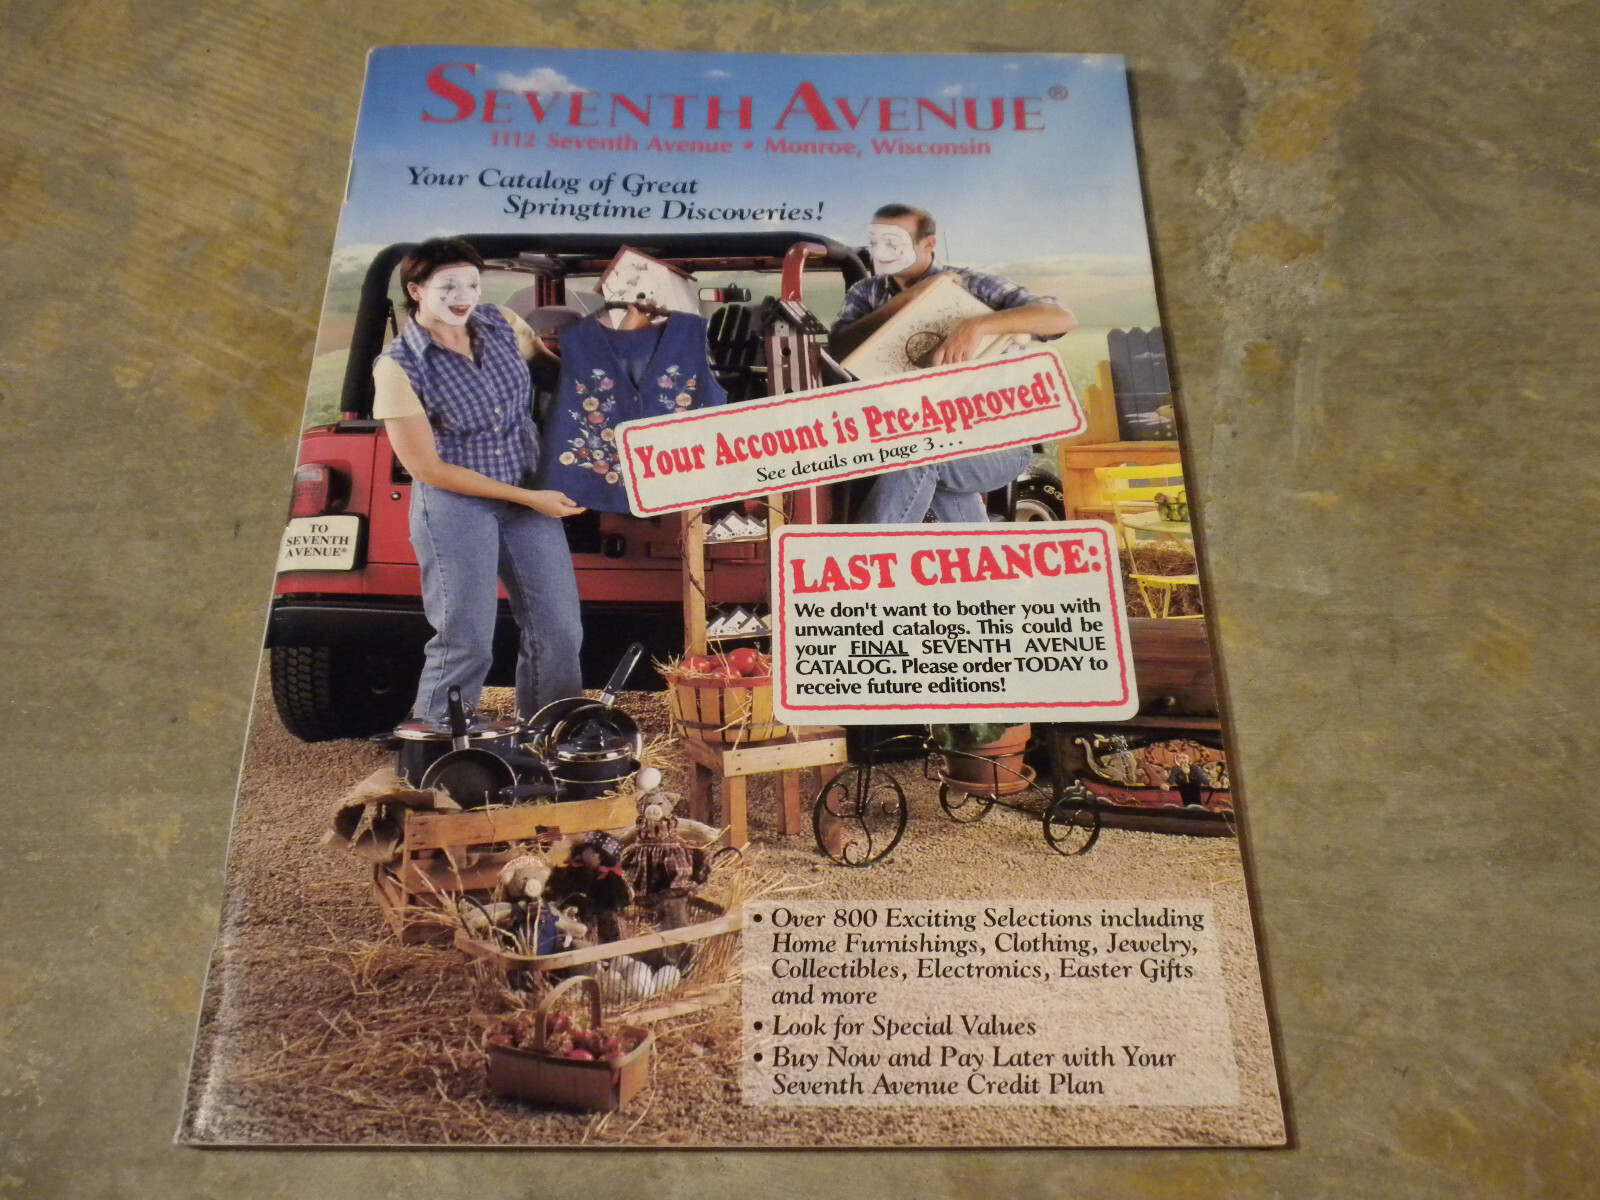 SEVENTH AVENUE®
1112 Seventh Avenue • Monroe, Wisconsin
Your Catalog of Great
Springtime Discoveries!
Your Account is Pre-Approved!
See details on page 3...
TO
SEVENTH
AVENUE®
LAST CHANCE:
We don't want to bother you with
unwanted catalogs. This could be
your FINAL SEVENTH AVENUE
CATALOG. Please order TODAY to
receive future editions!
• Over 800 Exciting Selections including
Home Furnishings, Clothing, Jewelry,
Collectibles, Electronics, Easter Gifts
and more
• Look for Special Values
• Buy Now and Pay Later with Your
Seventh Avenue Credit Plan